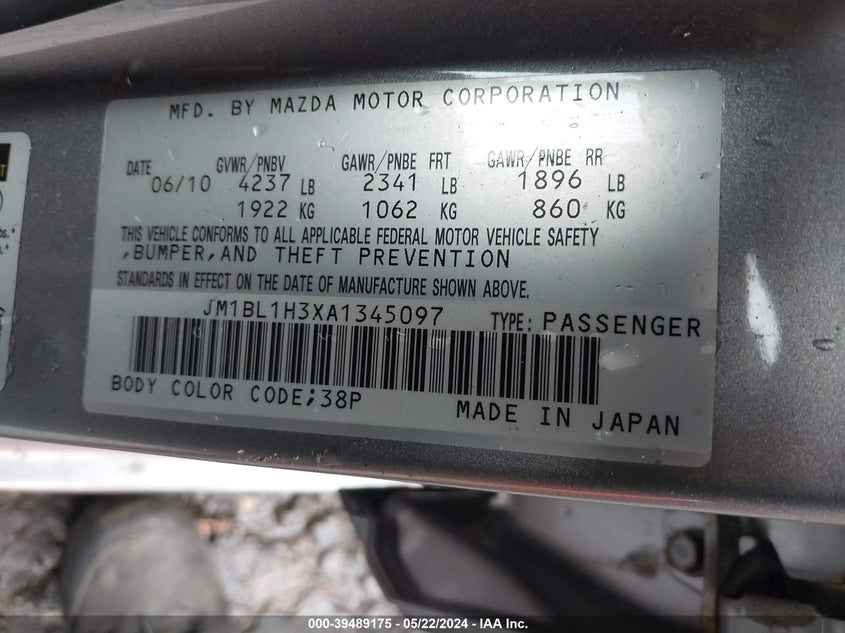 MFD. BY MAZDA MOTOR CORPORATION
DATE GVWR/PNBV GAWR/PNBE FRT GAWR/PNBE RR
06/10 4237 LB 2341 LB 1896 LB
1922 KG 1062 KG 860 KG
THIS VEHICLE CONFORMS TO ALL APPLICABLE FEDERAL MOTOR VEHICLE SAFETY
,BUMPER,AND THEFT PREVENTION
STANDARDS IN EFFECT ON THE DATE OF MANUFACTURE SHOWN ABOVE.
JM1BL1H3XA1345097 TYPE: PASSENGER
BODY COLOR CODE;38P
MADE IN JAPAN
000-39489175 - 05/22/2024 - IAA Inc.